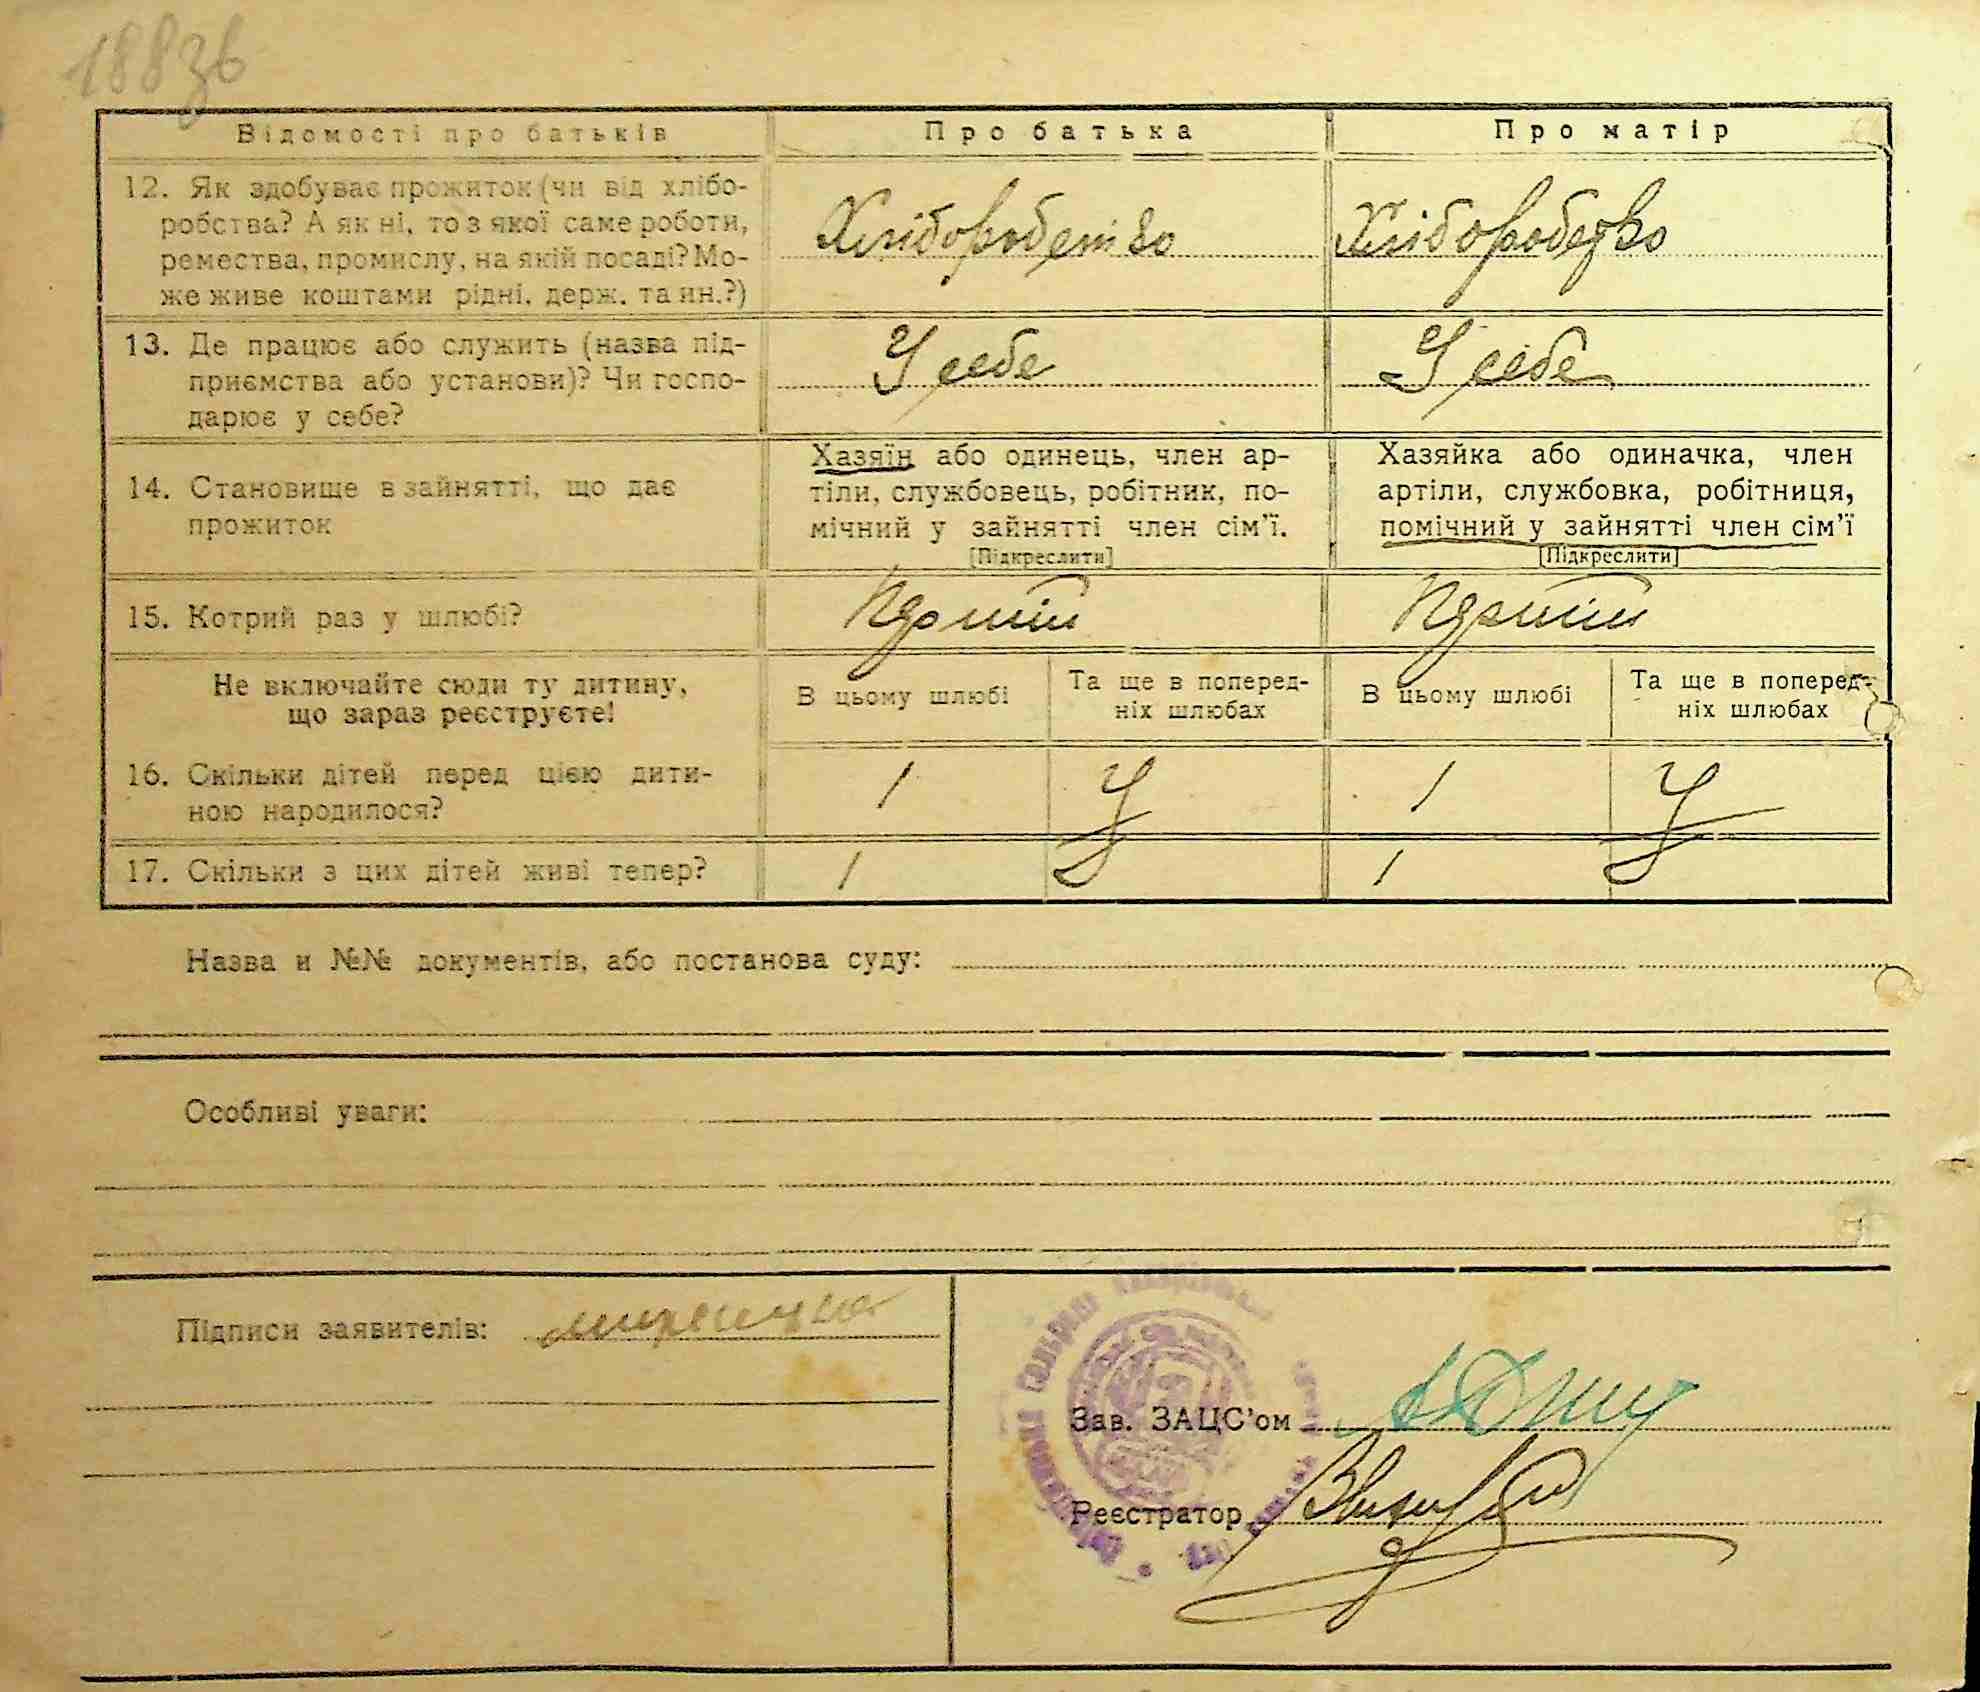 188зв
Відомості про батьків
Про батька
Про матір
12. Як здобуває прожиток (чи від хлібо-
робства? А як ні, то з якої саме роботи,
ремества, промислу, на якій посаді? Мо-
же живе коштами рідні, держ. та ин.?)
Хліборобство
Хліборобство
13. Де працює або служить (назва під-
приємства або установи)? Чи госпо-
дарює у себе?
У себе
У себе
14. Становище в зайнятті, що дає
прожиток
Хазяїн або одинець, член ар-
тіли, службовець, робітник, по-
мічний у зайнятті член сім'ї.
[Підкреслити]
Хазяйка або одиначка, член
артіли, службовка, робітниця,
помічний у зайнятті член сім'ї
[Підкреслити]
15. Котрий раз у шлюбі?
Не включайте сюди ту дитину,
що зараз реєструєте!
В цьому шлюбі
Та ще в поперед-
ніх шлюбах
В цьому шлюбі
Та ще в поперед-
ніх шлюбах
16. Скільки дітей перед цією дити-
ною народилося?
1
1
17. Скільки з цих дітей живі тепер?
1
1
Назва и №№ документів, або постанова суду:
Особливі уваги:
Підписи заявителів:
Зав. ЗАЦС'ом
Реєстратор